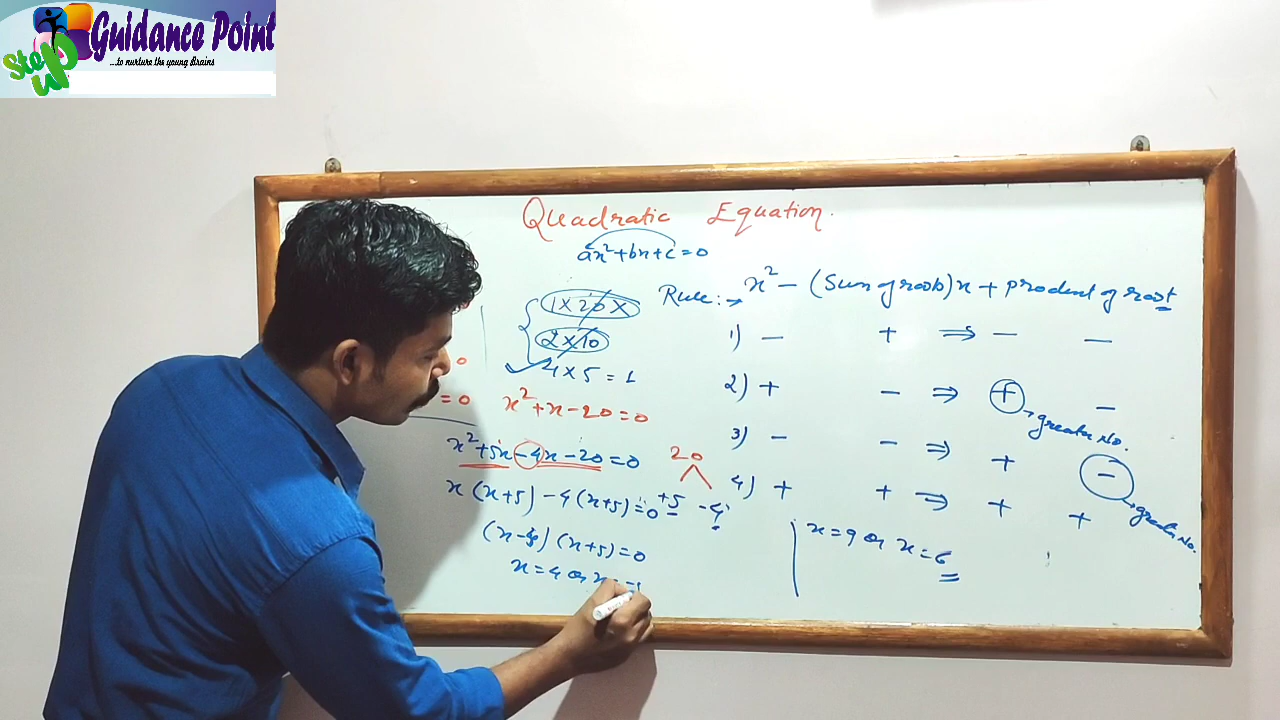 Step up
Guidance Point
...to nurture the young Brains
Quadratic Equation.
ax²+bx+c=0
Rule:→ x² - (Sum of roots)x + product of root
1) - + ⇒ - -
2) + - ⇒ + -
greater No.
3) - - ⇒ + -
greater No.
4) + + ⇒ + +
1 x 20 x
2 x 10
4 x 5 = 1
0
= 0
x²+x-20=0
x²+5x-4x-20=0
20
+5 -4
x(x+5)-4(x+5)=0
(x-4)(x+5)=0
x=4 or x
x=9 or x=6